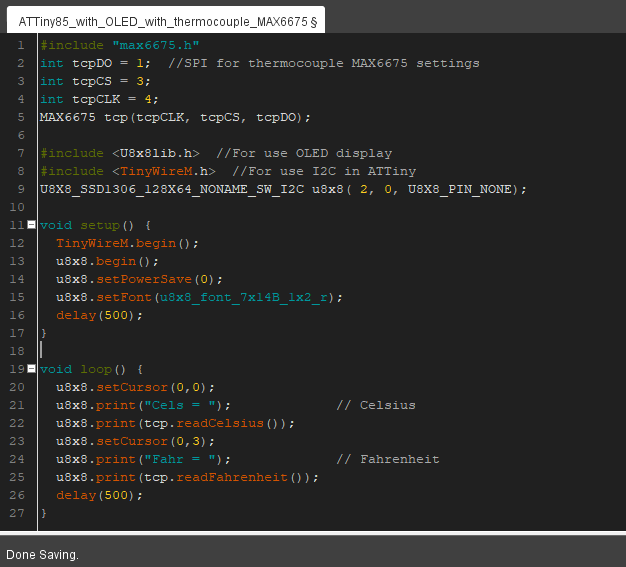 ATTiny85_with_OLED_with_thermocouple_MAX6675 §
1 #include "max6675.h"
2 int tcpDO = 1;  //SPI for thermocouple MAX6675 settings
3 int tcpCS = 3;
4 int tcpCLK = 4;
5 MAX6675 tcp(tcpCLK, tcpCS, tcpDO);
6
7 #include <U8x8lib.h>  //For use OLED display
8 #include <TinyWireM.h>  //For use I2C in ATTiny
9 U8X8_SSD1306_128X64_NONAME_SW_I2C u8x8( 2, 0, U8X8_PIN_NONE);
10
11 void setup() {
12   TinyWireM.begin();
13   u8x8.begin();
14   u8x8.setPowerSave(0);
15   u8x8.setFont(u8x8_font_7x14B_1x2_r);
16   delay(500);
17 }
18
19 void loop() {
20   u8x8.setCursor(0,0);
21   u8x8.print("Cels = ");             // Celsius
22   u8x8.print(tcp.readCelsius());
23   u8x8.setCursor(0,3);
24   u8x8.print("Fahr = ");             // Fahrenheit
25   u8x8.print(tcp.readFahrenheit());
26   delay(500);
27 }
Done Saving.